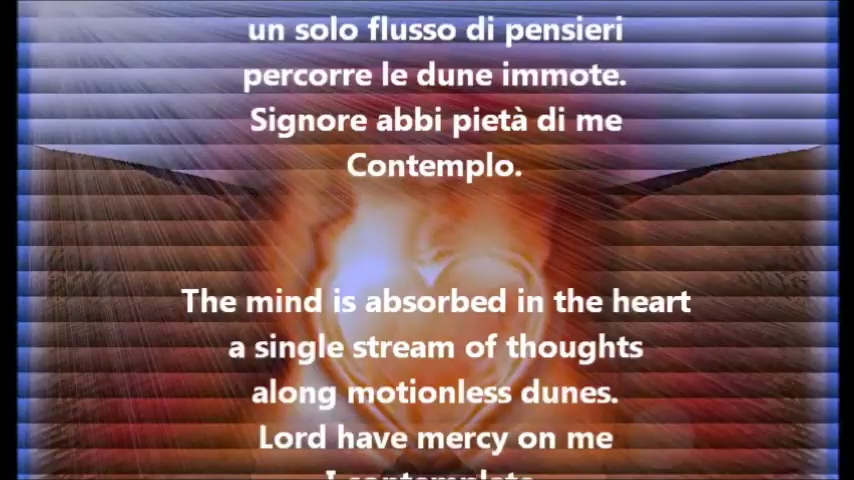 un solo flusso di pensieri
percorre le dune immote.
Signore abbi pietà di me
Contemplo.
The mind is absorbed in the heart
a single stream of thoughts
along motionless dunes.
Lord have mercy on me
I contemplate